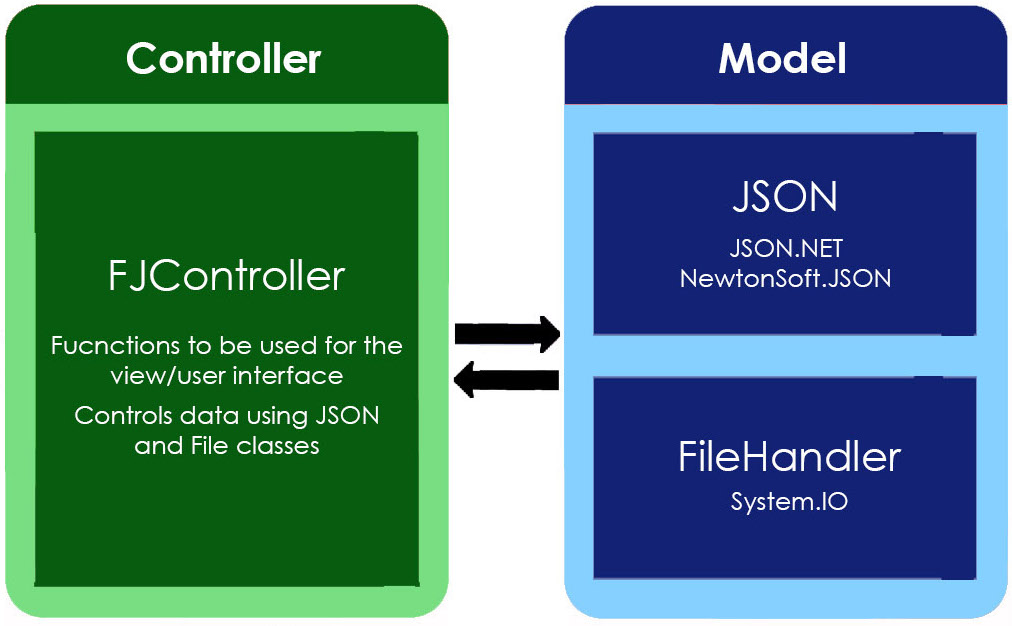 Controller
FJController
Fucnctions to be used for the
view/user interface
Controls data using JSON
and File classes
Model
JSON
JSON.NET
NewtonSoft.JSON
FileHandler
System.IO